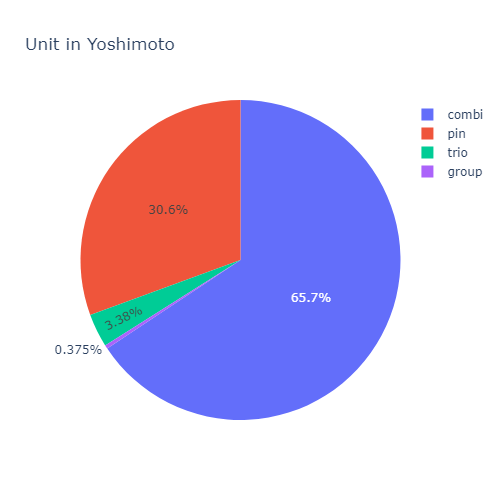 Unit in Yoshimoto
combi
pin
trio
group
30.6%
65.7%
3.38%
0.375%